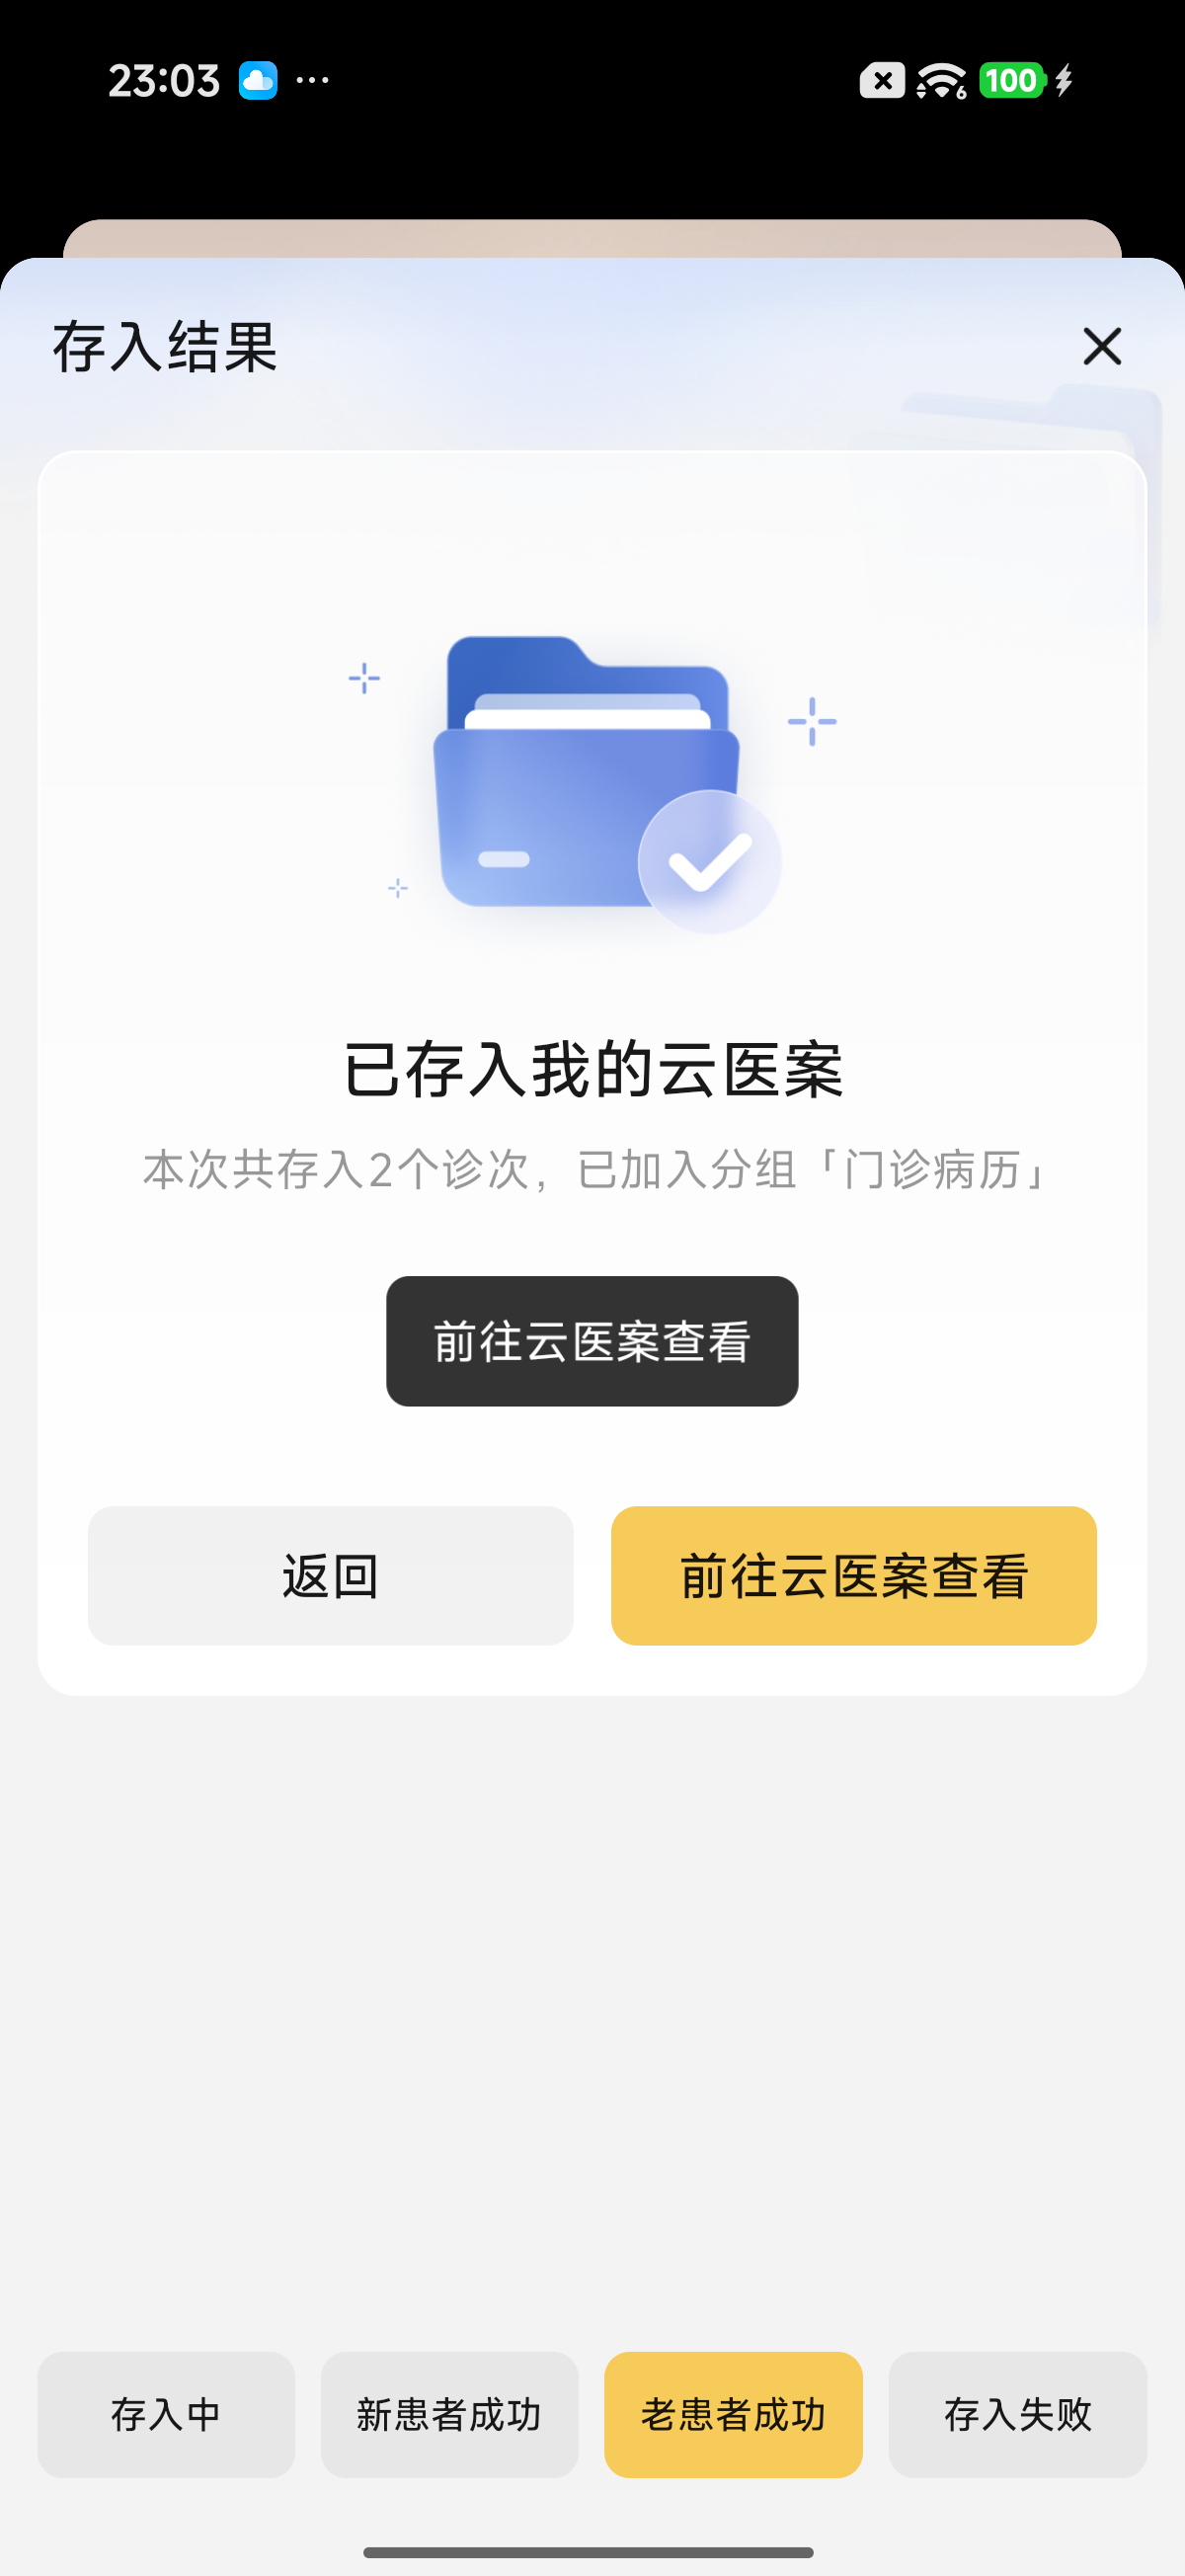 23:03 ... 6 100
存入结果
已存入我的云医案
本次共存入2个诊次，已加入分组「门诊病历」
前往云医案查看
返回 前往云医案查看
存入中 新患者成功 老患者成功 存入失败